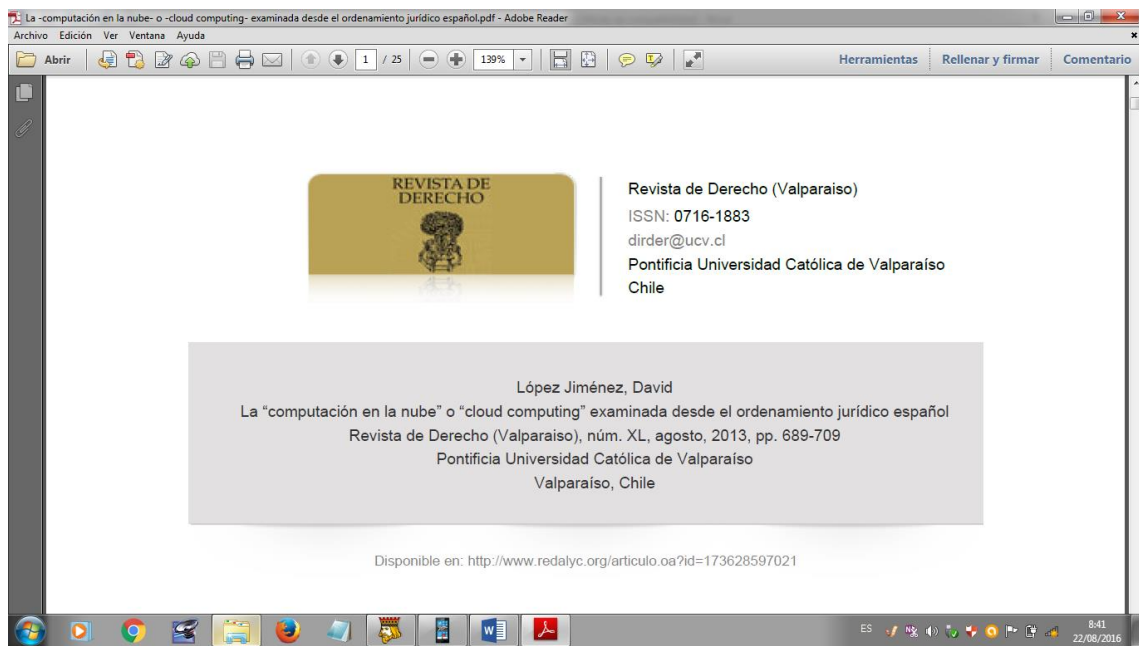 La -computación en la nube- o -cloud computing- examinada desde el ordenamiento jurídico español.pdf - Adobe Reader
Archivo Edición Ver Ventana Ayuda
Abrir 1 / 25 139% Herramientas Rellenar y firmar Comentario
REVISTA DE
DERECHO
Revista de Derecho (Valparaiso)
ISSN: 0716-1883
dirder@ucv.cl
Pontificia Universidad Católica de Valparaíso
Chile
López Jiménez, David
La “computación en la nube” o “cloud computing” examinada desde el ordenamiento jurídico español
Revista de Derecho (Valparaiso), núm. XL, agosto, 2013, pp. 689-709
Pontificia Universidad Católica de Valparaíso
Valparaíso, Chile
Disponible en: http://www.redalyc.org/articulo.oa?id=173628597021
ES 8:41
22/08/2016